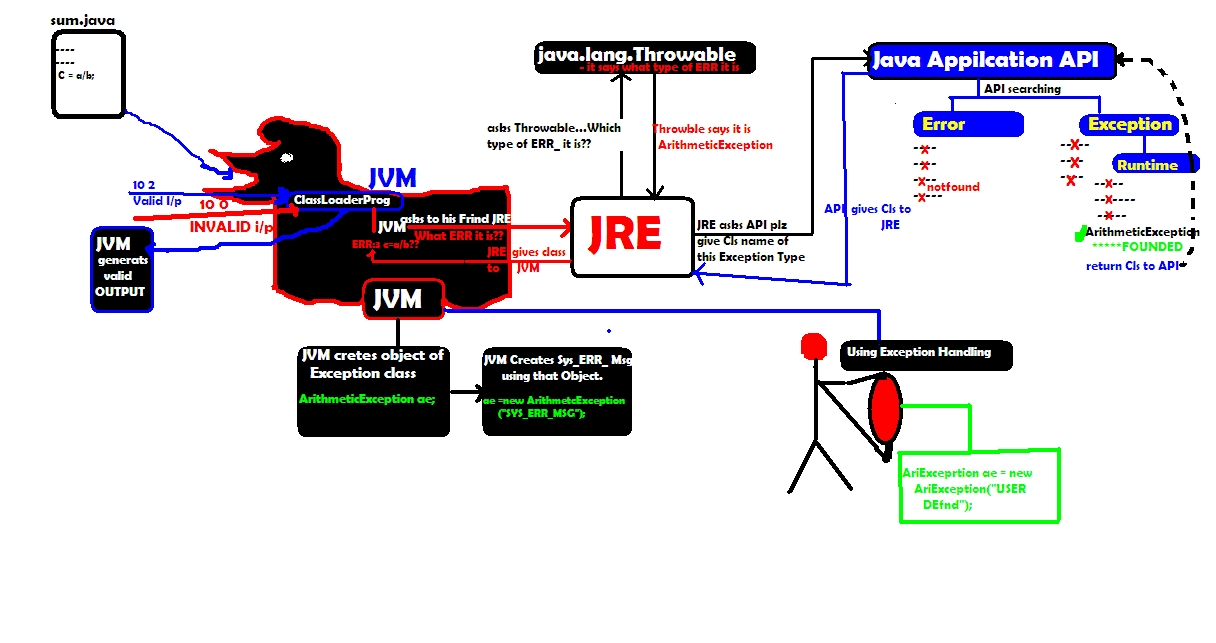 sum.java
----
----
C = a/b;
java.lang.Throwable
- it says what type of ERR it is
Java Appilcation API
API searching
Error
Exception
Runtime
--x--
--x--
--x--
notfound
--x---
---x--
--x--
--x-
--x--
--x----
--x--
ArithmeticException
*****FOUNDED
return Cls to API
asks Throwable...Which
type of ERR_ it is??
Throwble says it is
ArithmeticException
JVM
ClassLoaderProg
10 2
Valid I/p
10 0
INVALID i/p
JVM
generats
valid
OUTPUT
JVM
asks to his Frind JRE
What ERR it is??
ERR:3 c=a/b??
JRE gives class
to JVM
JRE
JRE asks API plz
give Cls name of
this Exception Type
API gives Cls to
JRE
JVM
JVM cretes object of
Exception class
ArithmeticException ae;
JVM Creates Sys_ERR_ Msg
using that Object.
ae =new ArithmetcException
("SYS_ERR_MSG");
Using Exception Handling
AriExceprtion ae = new
AriException("USER
DEfnd");